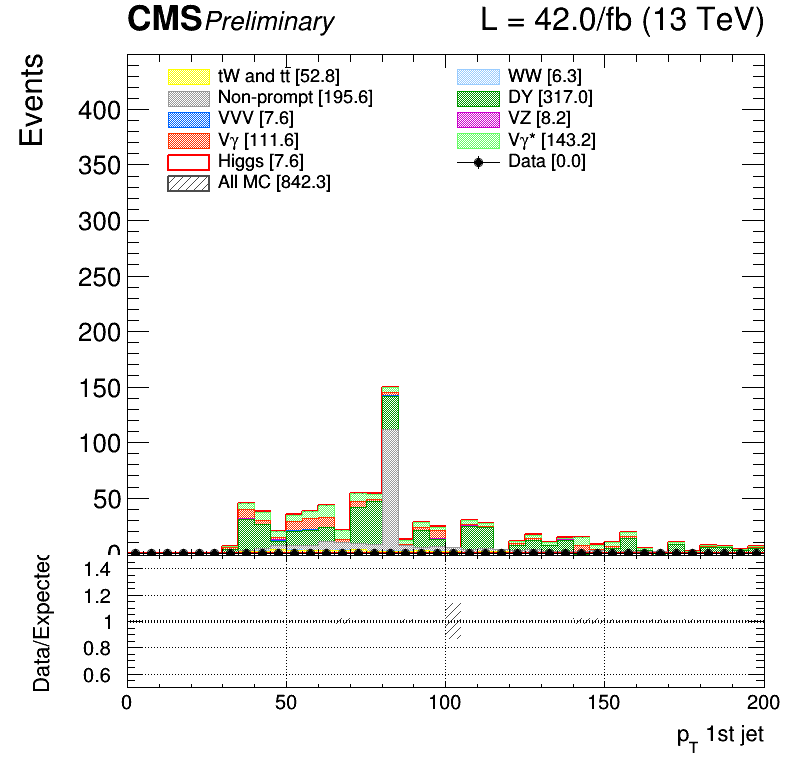 CMS Preliminary L = 42.0/fb (13 TeV)
Events
tW and tt̄ [52.8]
Non-prompt [195.6]
VVV [7.6]
Vγ [111.6]
Higgs [7.6]
All MC [842.3]
WW [6.3]
DY [317.0]
VZ [8.2]
Vγ* [143.2]
Data [0.0]
400
350
300
250
200
150
100
50
0
Data/Expected
1.4
1.2
1
0.8
0.6
0 50 100 150 200
pT 1st jet